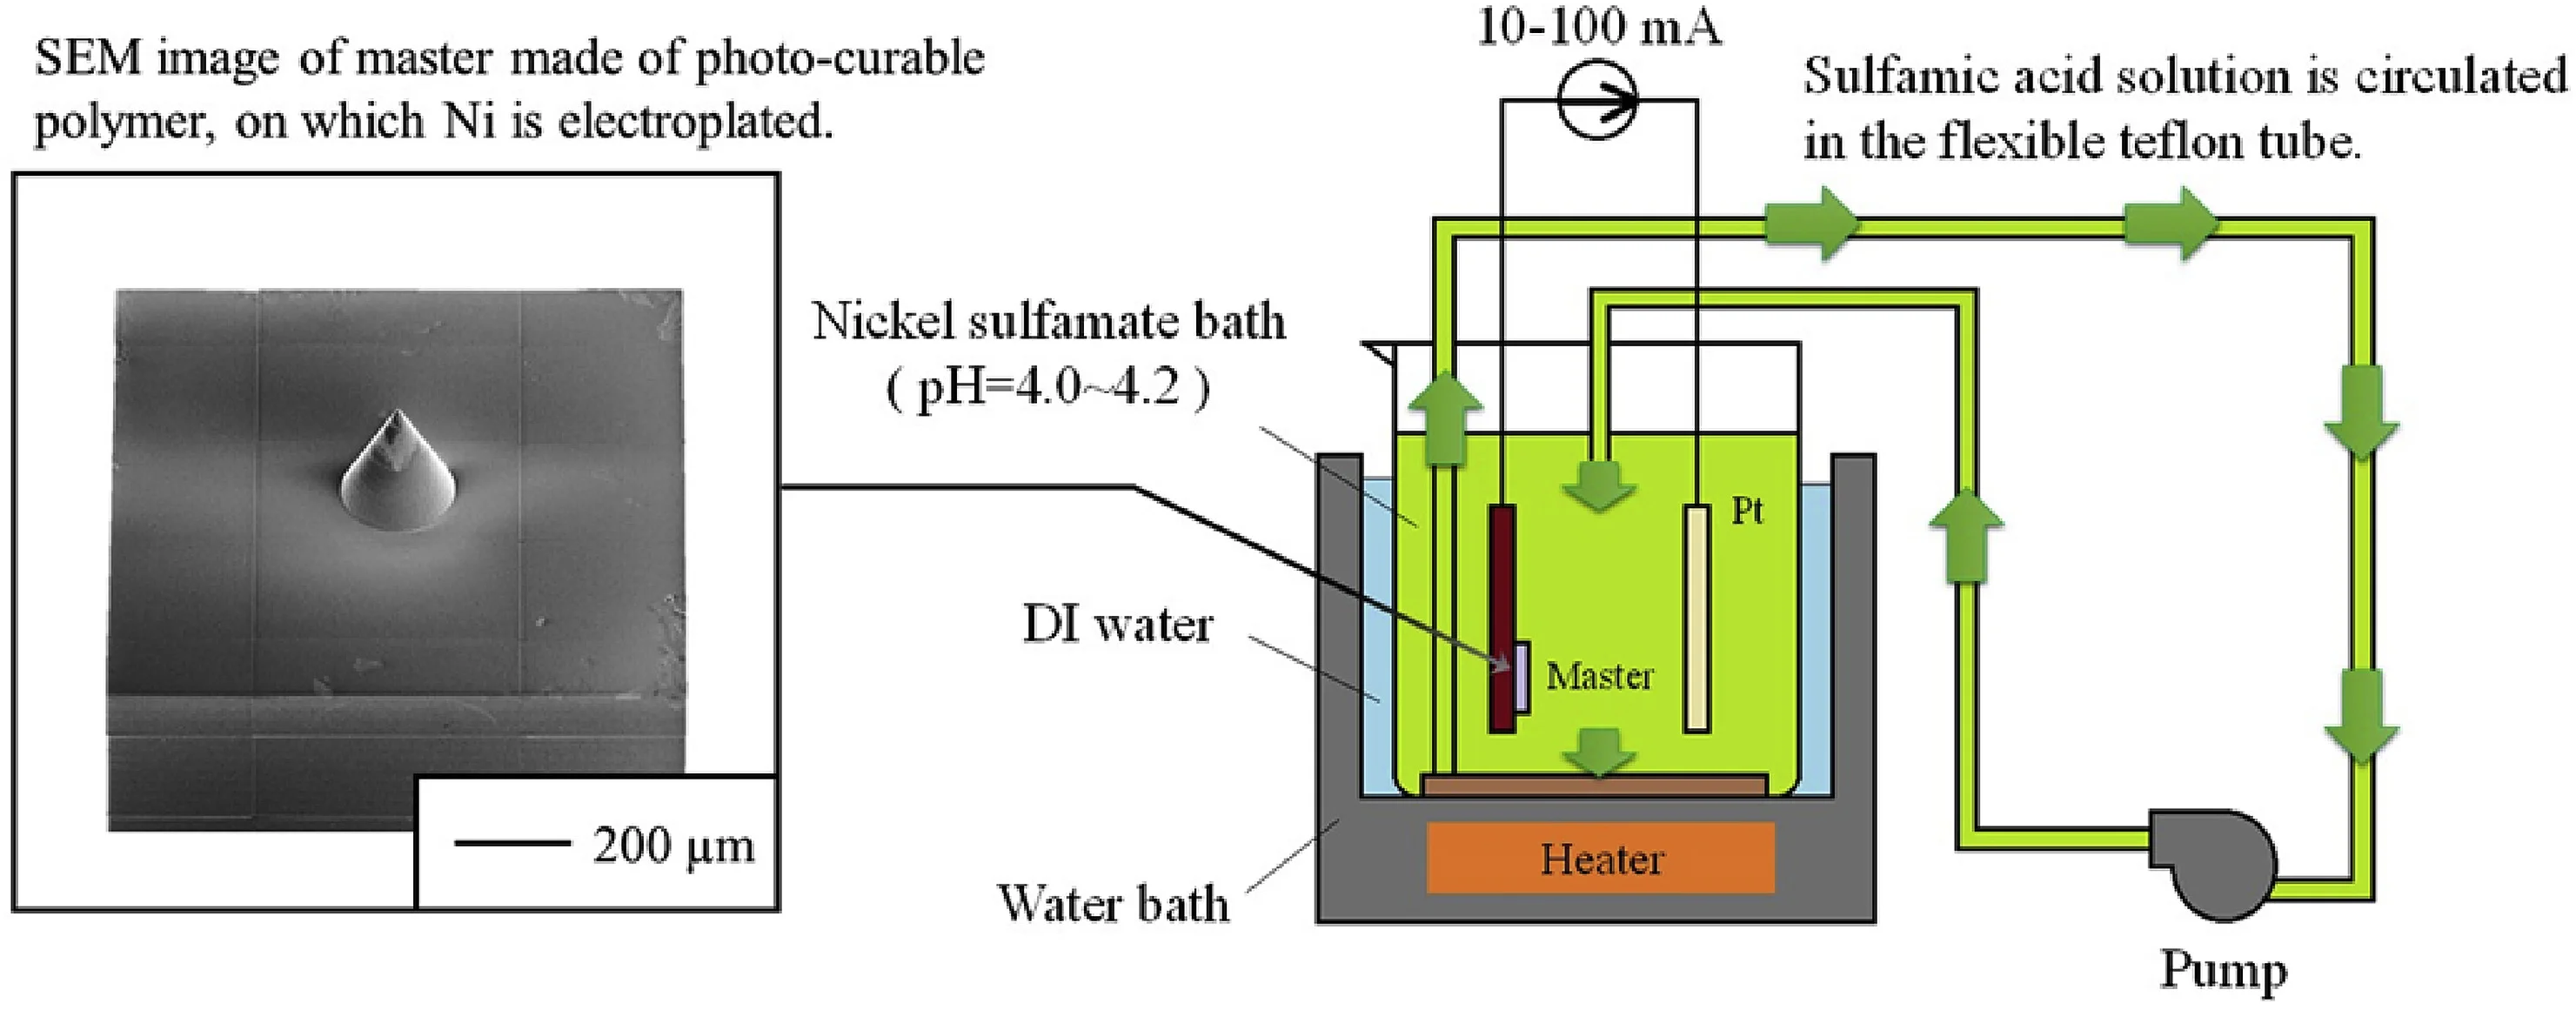 SEM image of master made of photo-curable
polymer, on which Ni is electroplated.
200 µm
10-100 mA
Sulfamic acid solution is circulated
in the flexible teflon tube.
Nickel sulfamate bath
( pH=4.0~4.2 )
Pt
DI water
Master
Heater
Water bath
Pump